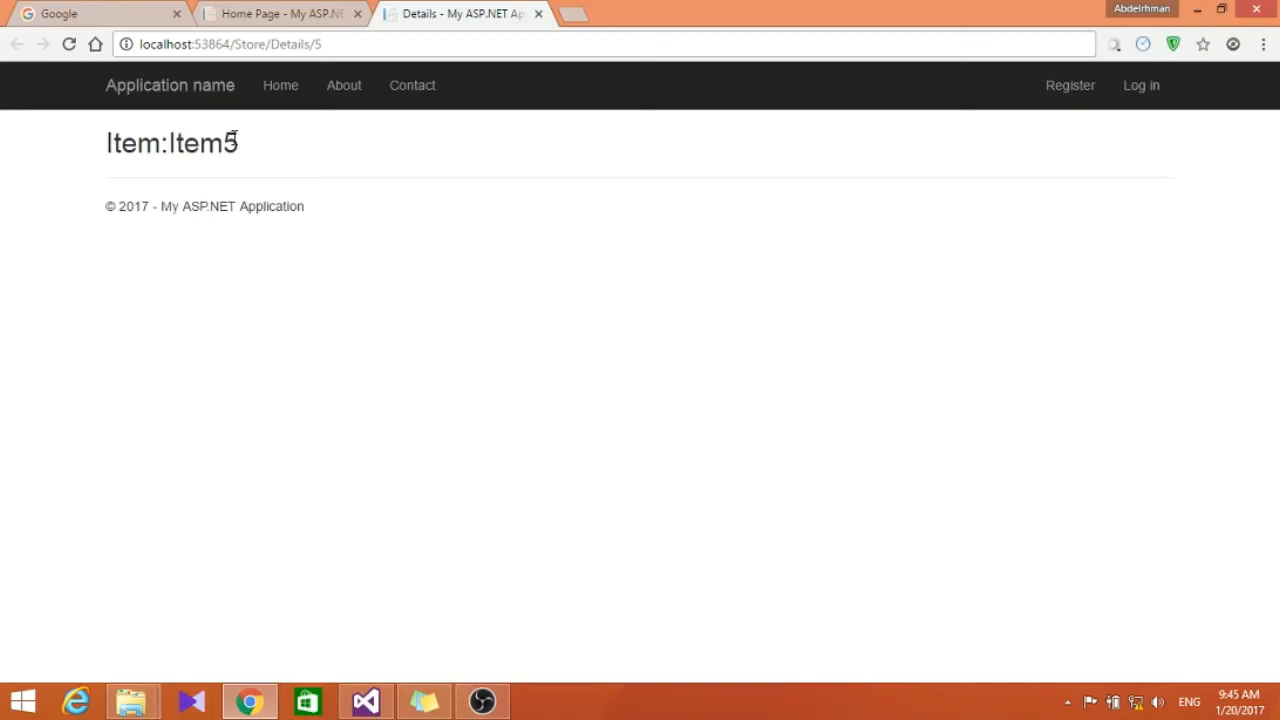 Google
Home Page - My ASP.NE
Details - My ASP.NET Ap
Abdelrhman
localhost:53864/Store/Details/5
Application name
Home
About
Contact
Register
Log in
Item:Item5
© 2017 - My ASP.NET Application
ENG
9:45 AM
1/20/2017